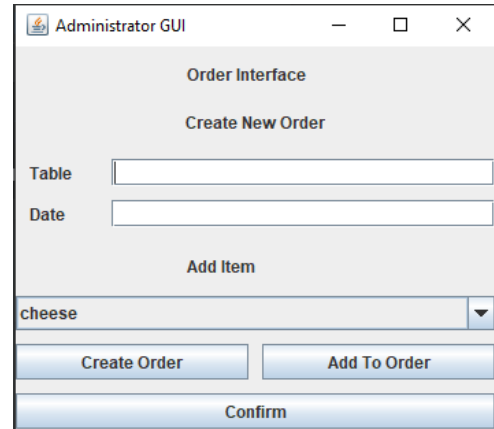 Administrator GUI
Order Interface
Create New Order
Table
Date
Add Item
cheese
Create Order Add To Order
Confirm